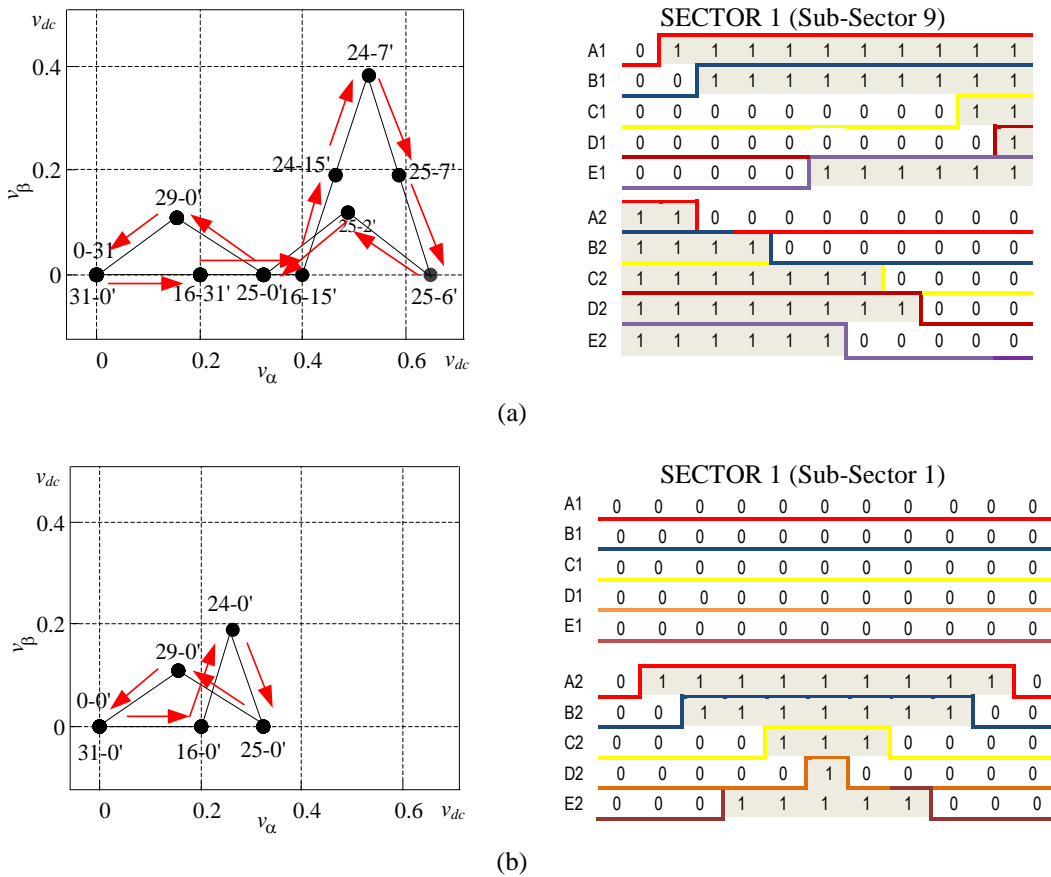 v_dc
0.4
0.2
0
v_β
24-7'
24-15'
25-7'
29-0'
25-2'
0-31
31-0'
16-31'
25-0'
16-15'
25-6'
0
0.2
0.4
0.6
v_dc
v_α
SECTOR 1 (Sub-Sector 9)
A1 0 1 1 1 1 1 1 1 1 1 1
B1 0 0 1 1 1 1 1 1 1 1 1
C1 0 0 0 0 0 0 0 0 0 1 1
D1 0 0 0 0 0 0 0 0 0 0 1
E1 0 0 0 0 0 1 1 1 1 1 1
A2 1 1 0 0 0 0 0 0 0 0 0
B2 1 1 1 1 0 0 0 0 0 0 0
C2 1 1 1 1 1 1 1 0 0 0 0
D2 1 1 1 1 1 1 1 1 0 0 0
E2 1 1 1 1 1 1 0 0 0 0 0
(a)
v_dc
0.4
0.2
0
v_β
24-0'
29-0'
0-0'
31-0'
16-0'
25-0'
0
0.2
0.4
0.6
v_dc
v_α
SECTOR 1 (Sub-Sector 1)
A1 0 0 0 0 0 0 0 0 0 0 0
B1 0 0 0 0 0 0 0 0 0 0 0
C1 0 0 0 0 0 0 0 0 0 0 0
D1 0 0 0 0 0 0 0 0 0 0 0
E1 0 0 0 0 0 0 0 0 0 0 0
A2 0 1 1 1 1 1 1 1 1 1 0
B2 0 0 1 1 1 1 1 1 1 0 0
C2 0 0 0 0 1 1 1 0 0 0 0
D2 0 0 0 0 0 1 0 0 0 0 0
E2 0 0 0 1 1 1 1 1 0 0 0
(b)